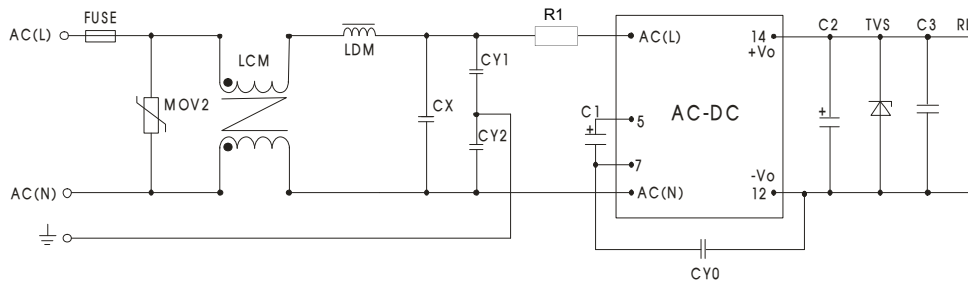 FUSE
R1
AC(L)
LDM
AC(L)
14
+Vo
C2
TVS
C3
LCM
CY1
MOV2
CX
C1
+
5
AC-DC
+
CY2
7
AC(N)
AC(N)
-Vo
12
CY0